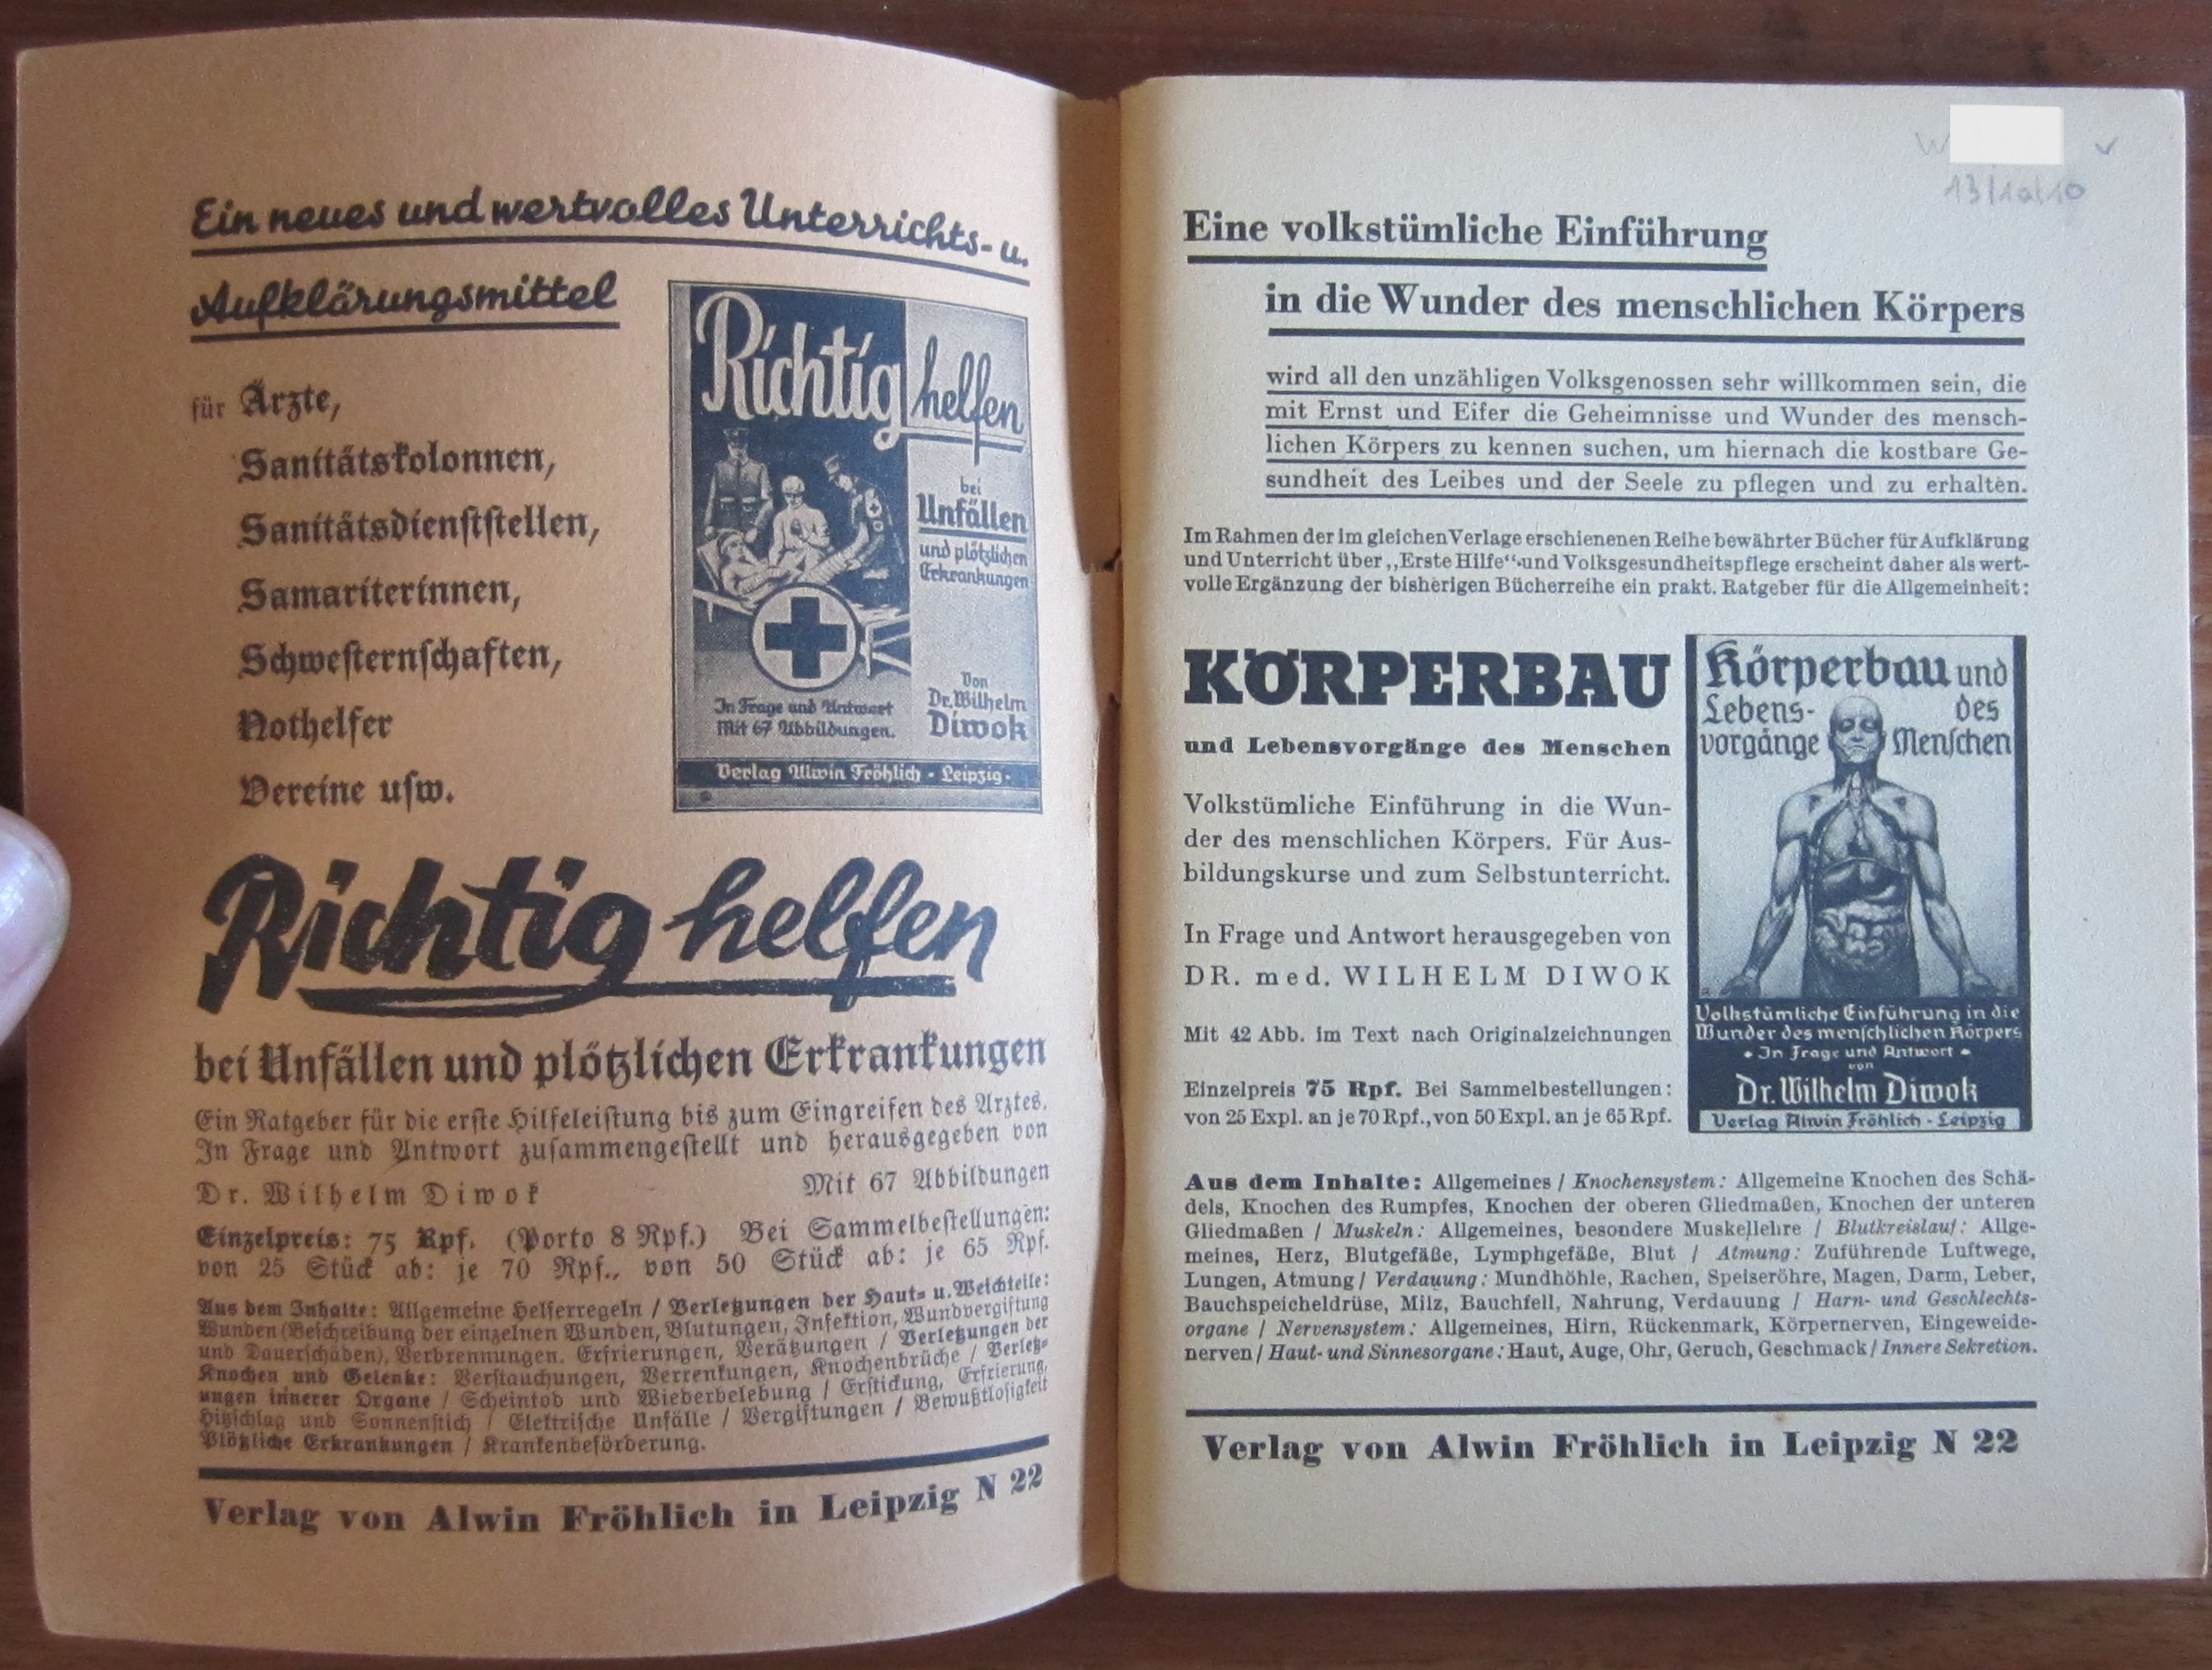 Ein neues und wertvolles Unterrichts- u.
Aufklärungsmittel
für Ärzte,
Sanitätskolonnen,
Sanitätsdienststellen,
Samariterinnen,
Schwesternschaften,
Nothelfer
Vereine usw.
Richtig helfen
bei
Unfällen
und plötzlichen
Erkrankungen
Von
Dr. Wilhelm
Diwok
In Frage und Antwort
Mit 67 Abbildungen.
Verlag Alwin Fröhlich - Leipzig.
Richtig helfen
bei Unfällen und plötzlichen Erkrankungen
Ein Ratgeber für die erste Hilfeleistung bis zum Eingreifen des Arztes.
In Frage und Antwort zusammengestellt und herausgegeben von
Dr. Wilhelm Diwok Mit 67 Abbildungen
Einzelpreis: 75 Rpf. (Porto 8 Rpf.) Bei Sammelbestellungen:
von 25 Stück ab: je 70 Rpf., von 50 Stück ab: je 65 Rpf.
Aus dem Inhalte: Allgemeine Helferregeln / Verletzungen der Haut- u. Weichteile:
Wunden (Beschreibung der einzelnen Wunden, Blutungen, Infektion, Wundvergiftung
und Dauerschäden), Verbrennungen. Erfrierungen, Verätzungen / Verletzungen der
Knochen und Gelenke: Verstauchungen, Verrenkungen, Knochenbrüche / Verletz-
ungen innerer Organe / Scheintod und Wiederbelebung / Erstickung, Erfrierung,
Hitzschlag und Sonnenstich / Elektrische Unfälle / Vergiftungen / Bewußtlosigkeit
Plötzliche Erkrankungen / Krankenbeförderung.
Verlag von Alwin Fröhlich in Leipzig N 22
W
Eine volkstümliche Einführung
in die Wunder des menschlichen Körpers
wird all den unzähligen Volksgenossen sehr willkommen sein, die
mit Ernst und Eifer die Geheimnisse und Wunder des mensch-
lichen Körpers zu kennen suchen, um hiernach die kostbare Ge-
sundheit des Leibes und der Seele zu pflegen und zu erhalten.
Im Rahmen der im gleichen Verlage erschienenen Reihe bewährter Bücher für Aufklärung
und Unterricht über „Erste Hilfe“ und Volksgesundheitspflege erscheint daher als wert-
volle Ergänzung der bisherigen Bücherreihe ein prakt. Ratgeber für die Allgemeinheit:
KÖRPERBAU
und Lebensvorgänge des Menschen
Volkstümliche Einführung in die Wun-
der des menschlichen Körpers. Für Aus-
bildungskurse und zum Selbstunterricht.
In Frage und Antwort herausgegeben von
DR. med. WILHELM DIWOK
Mit 42 Abb. im Text nach Originalzeichnungen
Einzelpreis 75 Rpf. Bei Sammelbestellungen:
von 25 Expl. an je 70 Rpf., von 50 Expl. an je 65 Rpf.
Körperbau und
Lebens- des
vorgänge Menschen
Volkstümliche Einführung in die
Wunder des menschlichen Körpers
• In Frage und Antwort •
von
Dr. Wilhelm Diwok
Verlag Alwin Fröhlich - Leipzig
Aus dem Inhalte: Allgemeines / Knochensystem: Allgemeine Knochen des Schä-
dels, Knochen des Rumpfes, Knochen der oberen Gliedmaßen, Knochen der unteren
Gliedmaßen / Muskeln: Allgemeines, besondere Muskellehre / Blutkreislauf: Allge-
meines, Herz, Blutgefäße, Lymphgefäße, Blut / Atmung: Zuführende Luftwege,
Lungen, Atmung / Verdauung: Mundhöhle, Rachen, Speiseröhre, Magen, Darm, Leber,
Bauchspeicheldrüse, Milz, Bauchfell, Nahrung, Verdauung / Harn- und Geschlechts-
organe / Nervensystem: Allgemeines, Hirn, Rückenmark, Körpernerven, Eingeweide-
nerven / Haut- und Sinnesorgane: Haut, Auge, Ohr, Geruch, Geschmack / Innere Sekretion.
Verlag von Alwin Fröhlich in Leipzig N 22